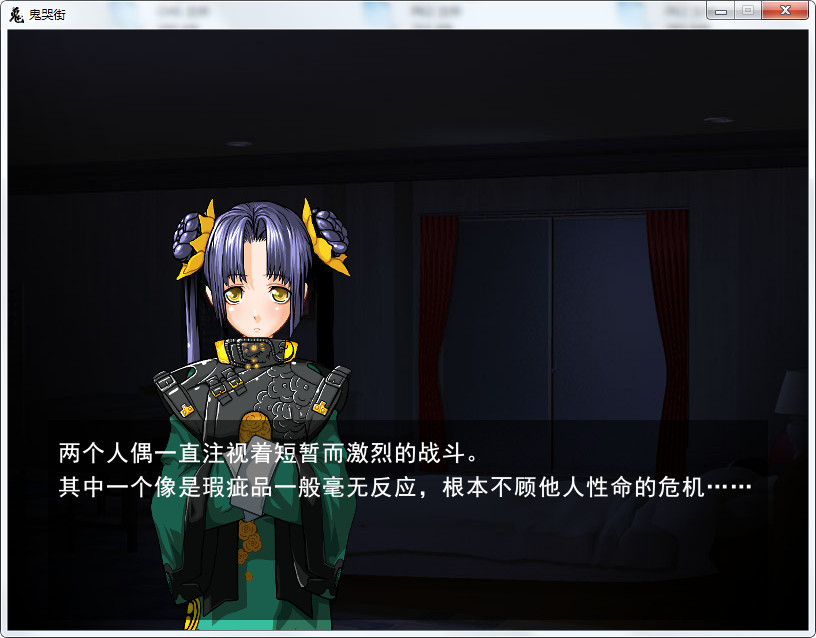 鬼哭街
两个人偶一直注视着短暂而激烈的战斗。
其中一个像是瑕疵品一般毫无反应，根本不顾他人性命的危机……